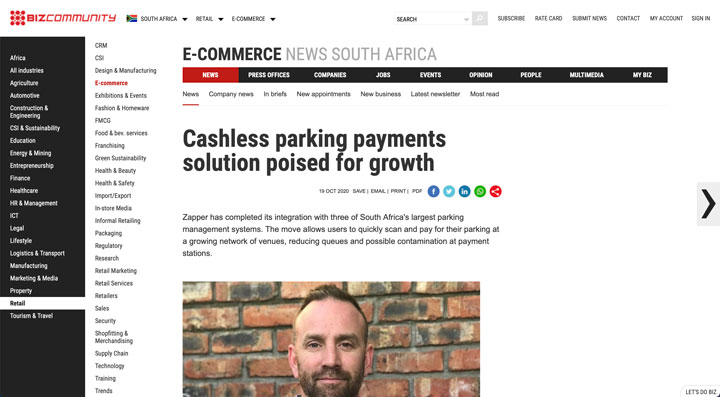 BIZCOMMUNITY
SOUTH AFRICA
RETAIL
E-COMMERCE
SEARCH
SUBSCRIBE
RATE CARD
SUBMIT NEWS
CONTACT
MY ACCOUNT
SIGN IN
Africa
All industries
Agriculture
Automotive
Construction &
Engineering
CSI & Sustainability
Education
Energy & Mining
Entrepreneurship
Finance
Healthcare
HR & Management
ICT
Legal
Lifestyle
Logistics & Transport
Manufacturing
Marketing & Media
Property
Retail
Tourism & Travel
CRM
CSI
Design & Manufacturing
E-commerce
Exhibitions & Events
Fashion & Homeware
FMCG
Food & bev. services
Franchising
Green Sustainability
Health & Beauty
Health & Safety
Import/Export
In-store Media
Informal Retailing
Packaging
Regulatory
Research
Retail Marketing
Retail Services
Retailers
Sales
Security
Shopfitting &
Merchandising
Supply Chain
Technology
Training
Trends
E-COMMERCE NEWS SOUTH AFRICA
NEWS
PRESS OFFICES
COMPANIES
JOBS
EVENTS
OPINION
PEOPLE
MULTIMEDIA
MY BIZ
News
Company news
In briefs
New appointments
New business
Latest newsletter
Most read
Cashless parking payments
solution poised for growth
19 OCT 2020 SAVE | EMAIL | PRINT | PDF
Zapper has completed its integration with three of South Africa's largest parking
management systems. The move allows users to quickly scan and pay for their parking at
a growing network of venues, reducing queues and possible contamination at payment
stations.
LET'S DO BIZ